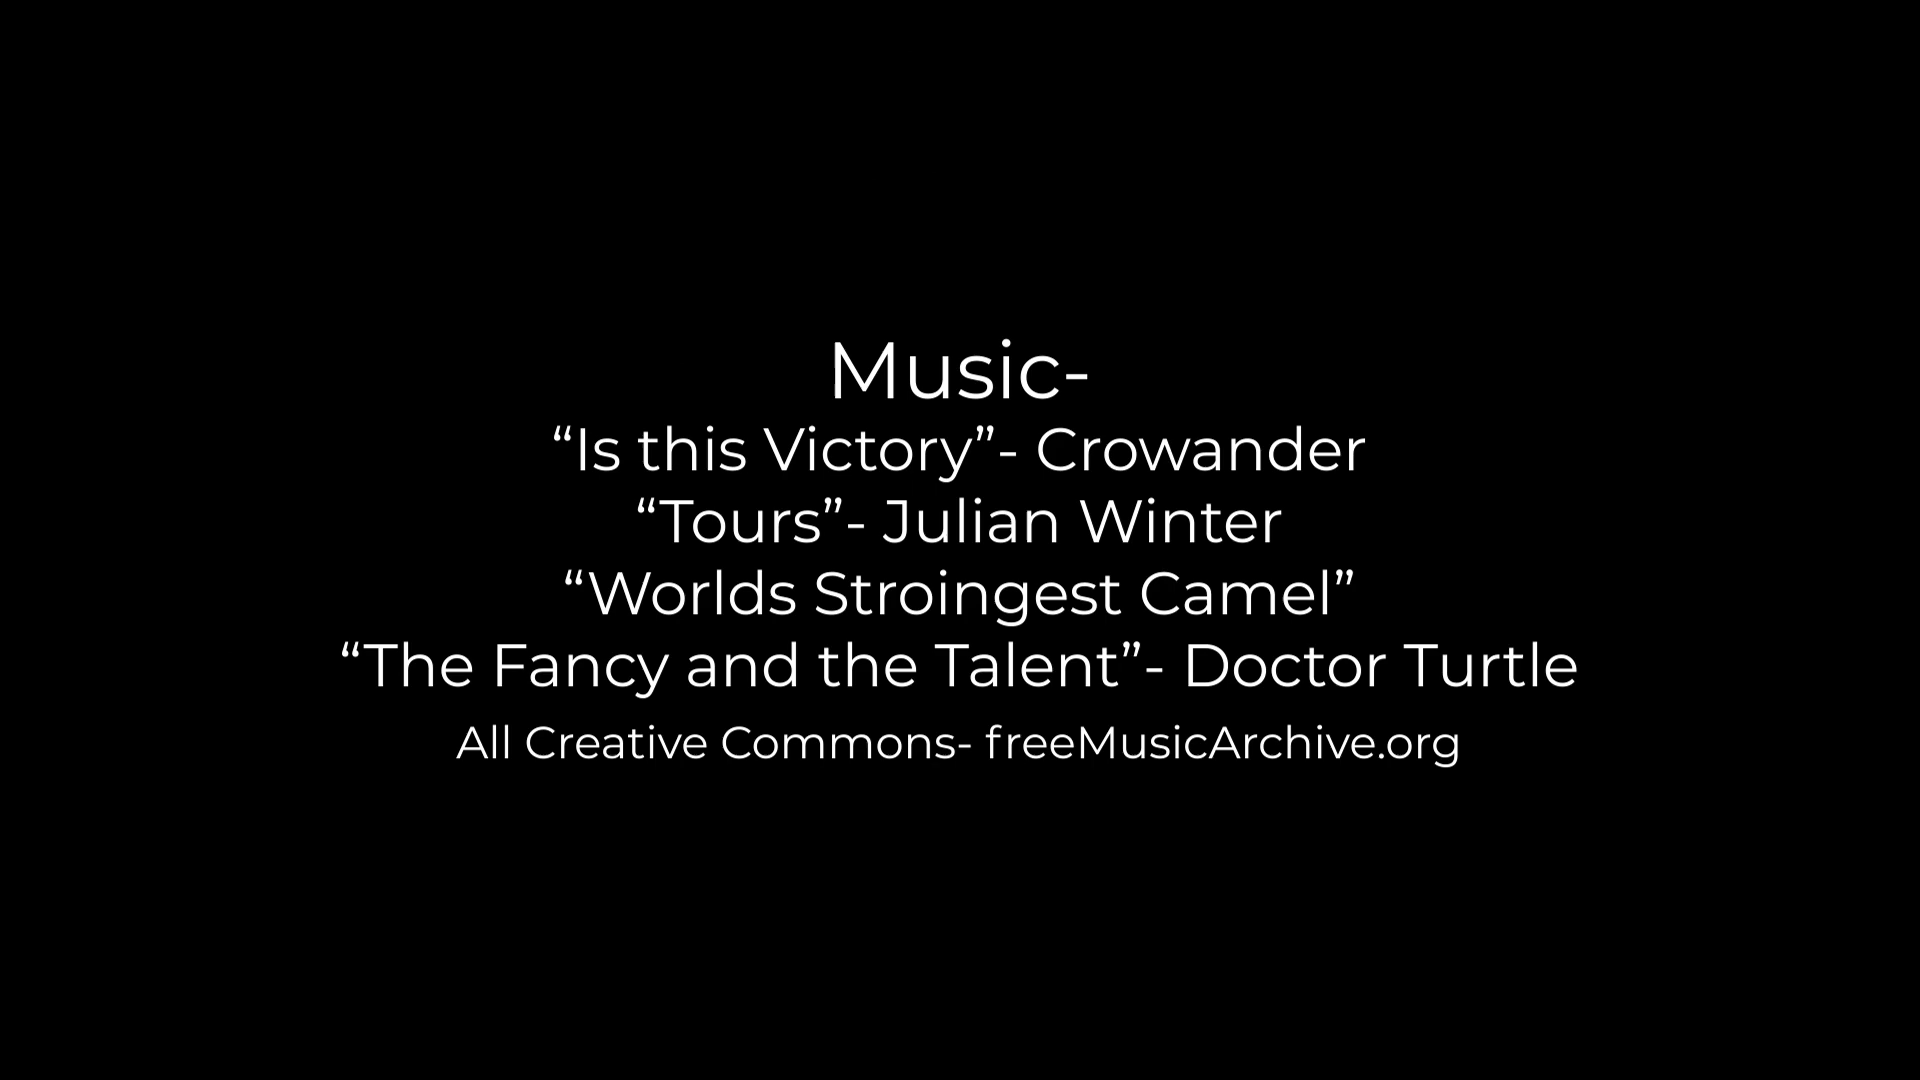 Music-
“Is this Victory”- Crowander
“Tours”- Julian Winter
“Worlds Stroingest Camel”
“The Fancy and the Talent”- Doctor Turtle
All Creative Commons- freeMusicArchive.org